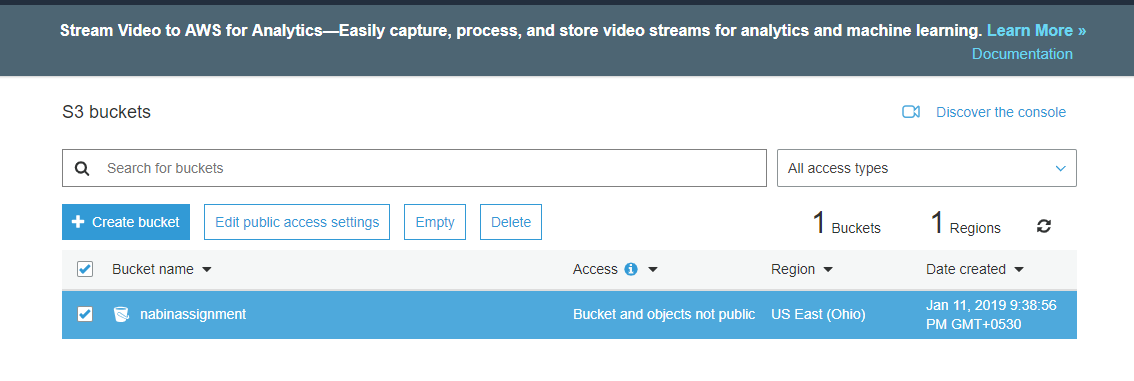 Stream Video to AWS for Analytics—Easily capture, process, and store video streams for analytics and machine learning. Learn More »
Documentation
S3 buckets
Discover the console
Search for buckets
All access types
Create bucket
Edit public access settings
Empty
Delete
1 Buckets
1 Regions
Bucket name
Access
Region
Date created
nabinassignment
Bucket and objects not public
US East (Ohio)
Jan 11, 2019 9:38:56
PM GMT+0530